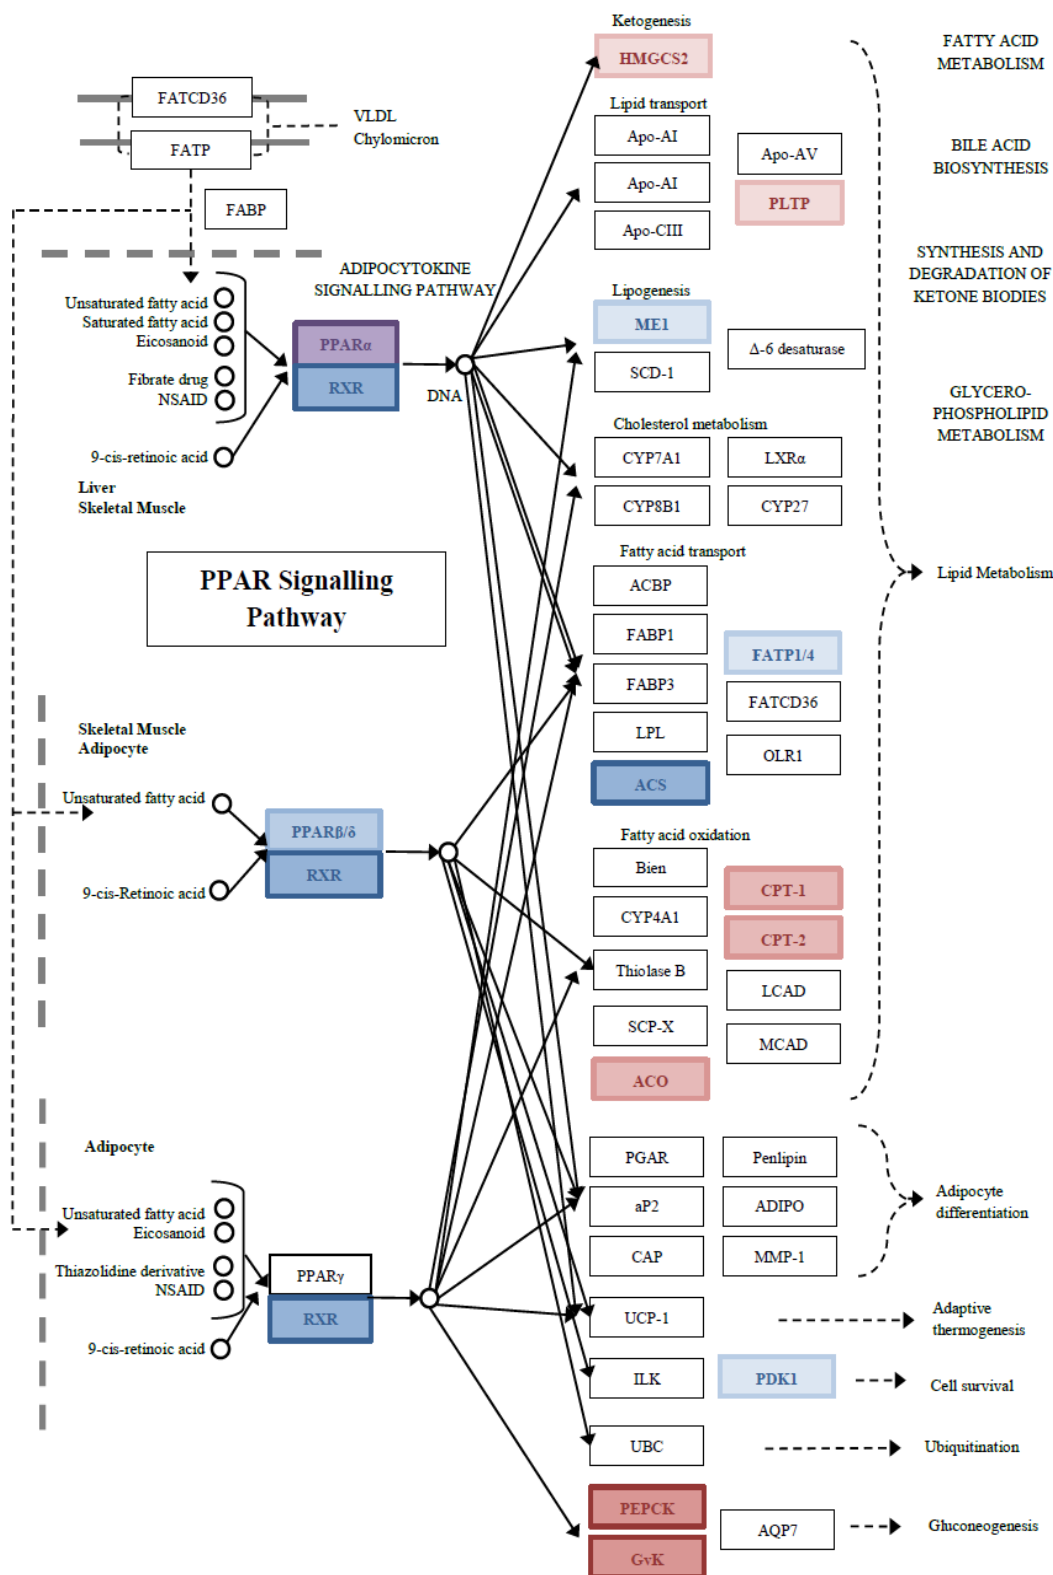 Ketogenesis
HMGCS2
FATTY ACID
METABOLISM
FATCD36
VLDL
Chylomicron
FATP
FABP
Lipid transport
Apo-AI
Apo-AV
Apo-AI
PLTP
Apo-CIII
BILE ACID
BIOSYNTHESIS
SYNTHESIS AND
DEGRADATION OF
KETONE BIODIES
GLYCERO-
PHOSPHOLIPID
METABOLISM
ADIPOCYTOKINE
SIGNALLING PATHWAY
Unsaturated fatty acid
Saturated fatty acid
Eicosanoid
Fibrate drug
NSAID
9-cis-retinoic acid
Liver
Skeletal Muscle
PPARα
RXR
DNA
Lipogenesis
ME1
Δ-6 desaturase
SCD-1
Cholesterol metabolism
CYP7A1
LXRα
CYP8B1
CYP27
PPAR Signalling
Pathway
Fatty acid transport
ACBP
FABP1
FATP1/4
FABP3
FATCD36
LPL
OLR1
ACS
Lipid Metabolism
Skeletal Muscle
Adipocyte
Unsaturated fatty acid
9-cis-Retinoic acid
PPARβ/δ
RXR
Fatty acid oxidation
Bien
CPT-1
CYP4A1
CPT-2
Thiolase B
LCAD
SCP-X
MCAD
ACO
Adipocyte
Unsaturated fatty acid
Eicosanoid
Thiazolidine derivative
NSAID
9-cis-retinoic acid
PPARγ
RXR
PGAR
Penlipin
aP2
ADIPO
CAP
MMP-1
Adipocyte
differentiation
UCP-1
Adaptive
thermogenesis
ILK
PDK1
Cell survival
UBC
Ubiquitination
PEPCK
AQP7
GvK
Gluconeogenesis